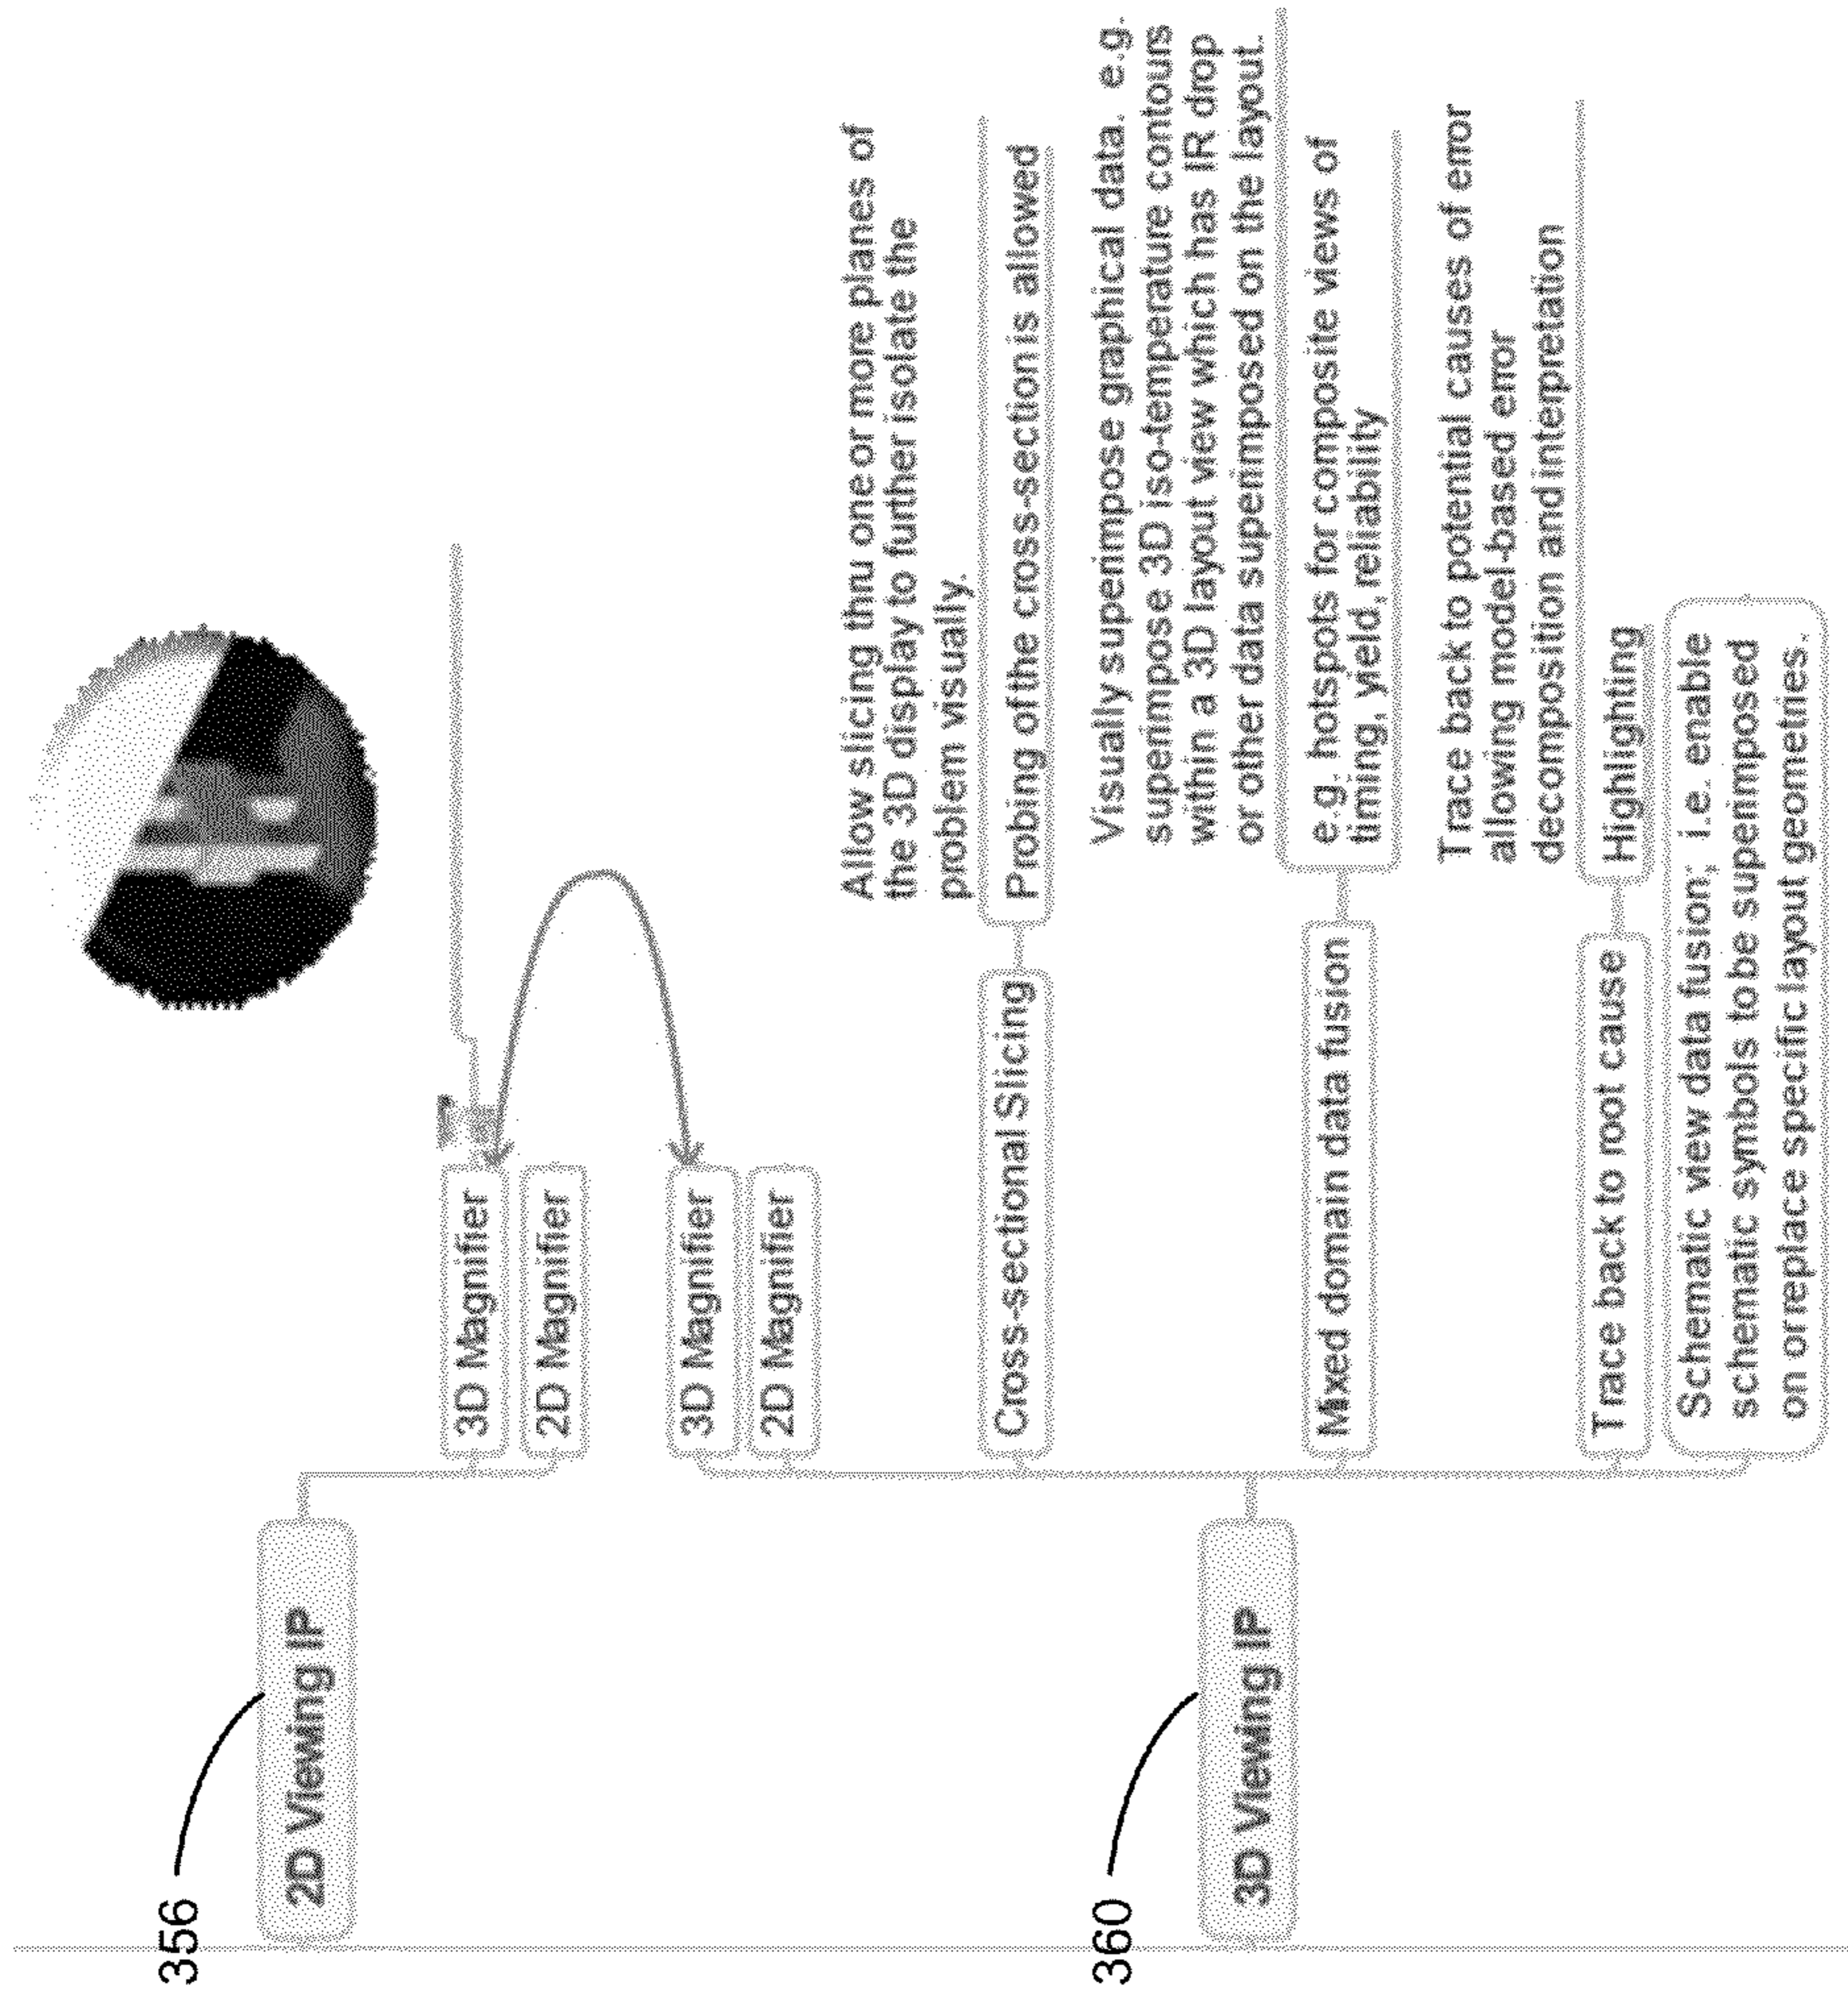 356
2D Viewing IP
3D Magnifier
2D Magnifier
360
3D Viewing IP
3D Magnifier
2D Magnifier
Cross-sectional Slicing
Allow slicing thru one or more planes of
the 3D display to further isolate the
problem visually.
Probing of the cross-section is allowed
Mixed domain data fusion
Visually superimpose graphical data. e.g.
superimpose 3D iso-temperature contours
within a 3D layout view which has IR drop
or other data superimposed on the layout.
e.g. hotspots for composite views of
timing, yield, reliability
Trace back to root cause
Trace back to potential causes of error
allowing model-based error
decomposition and interpretation
Highlighting
Schematic view data fusion; i.e. enable
schematic symbols to be superimposed
on or replace specific layout geometries.